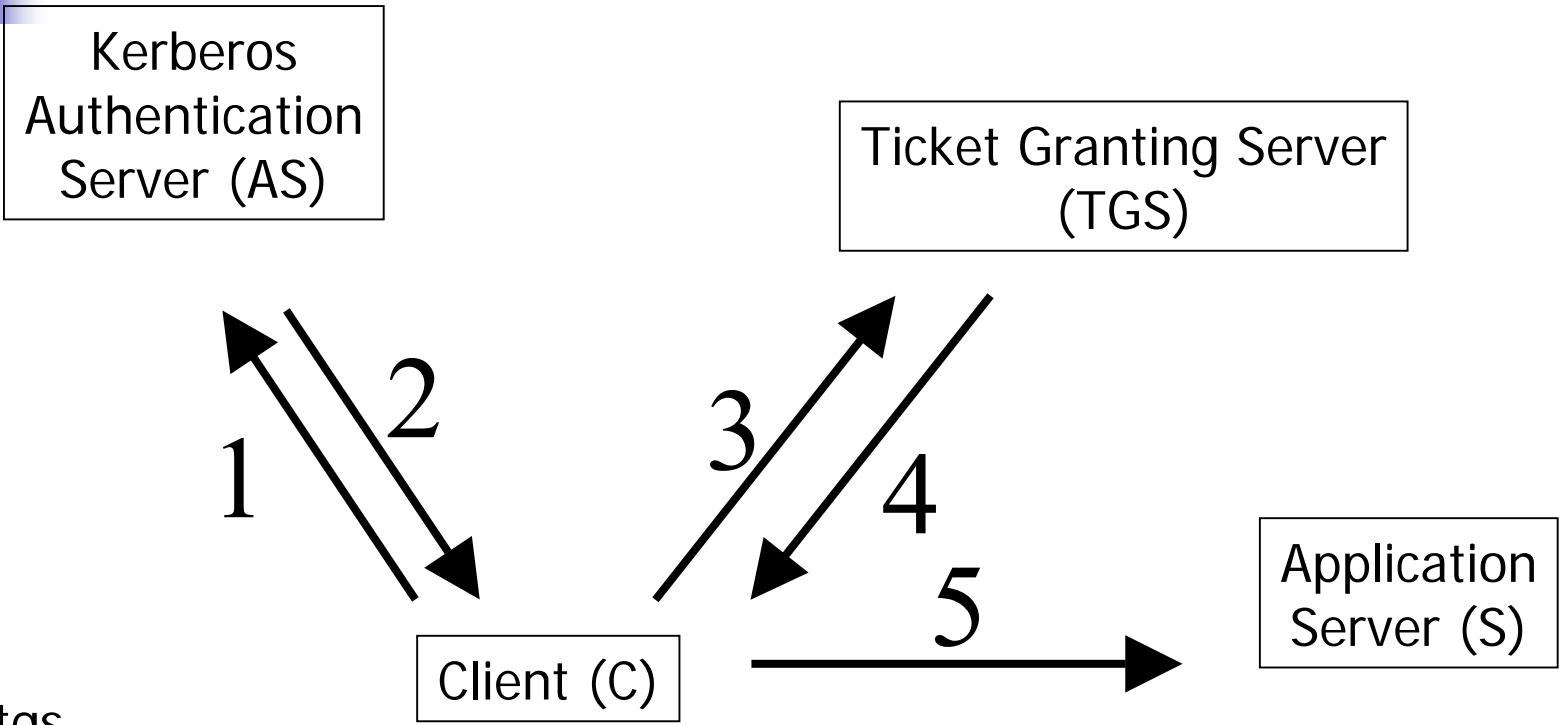 Kerberos
Authentication
Server (AS)
Ticket Granting Server
(TGS)
2
3
1
4
5
Application
Server (S)
Client (C)